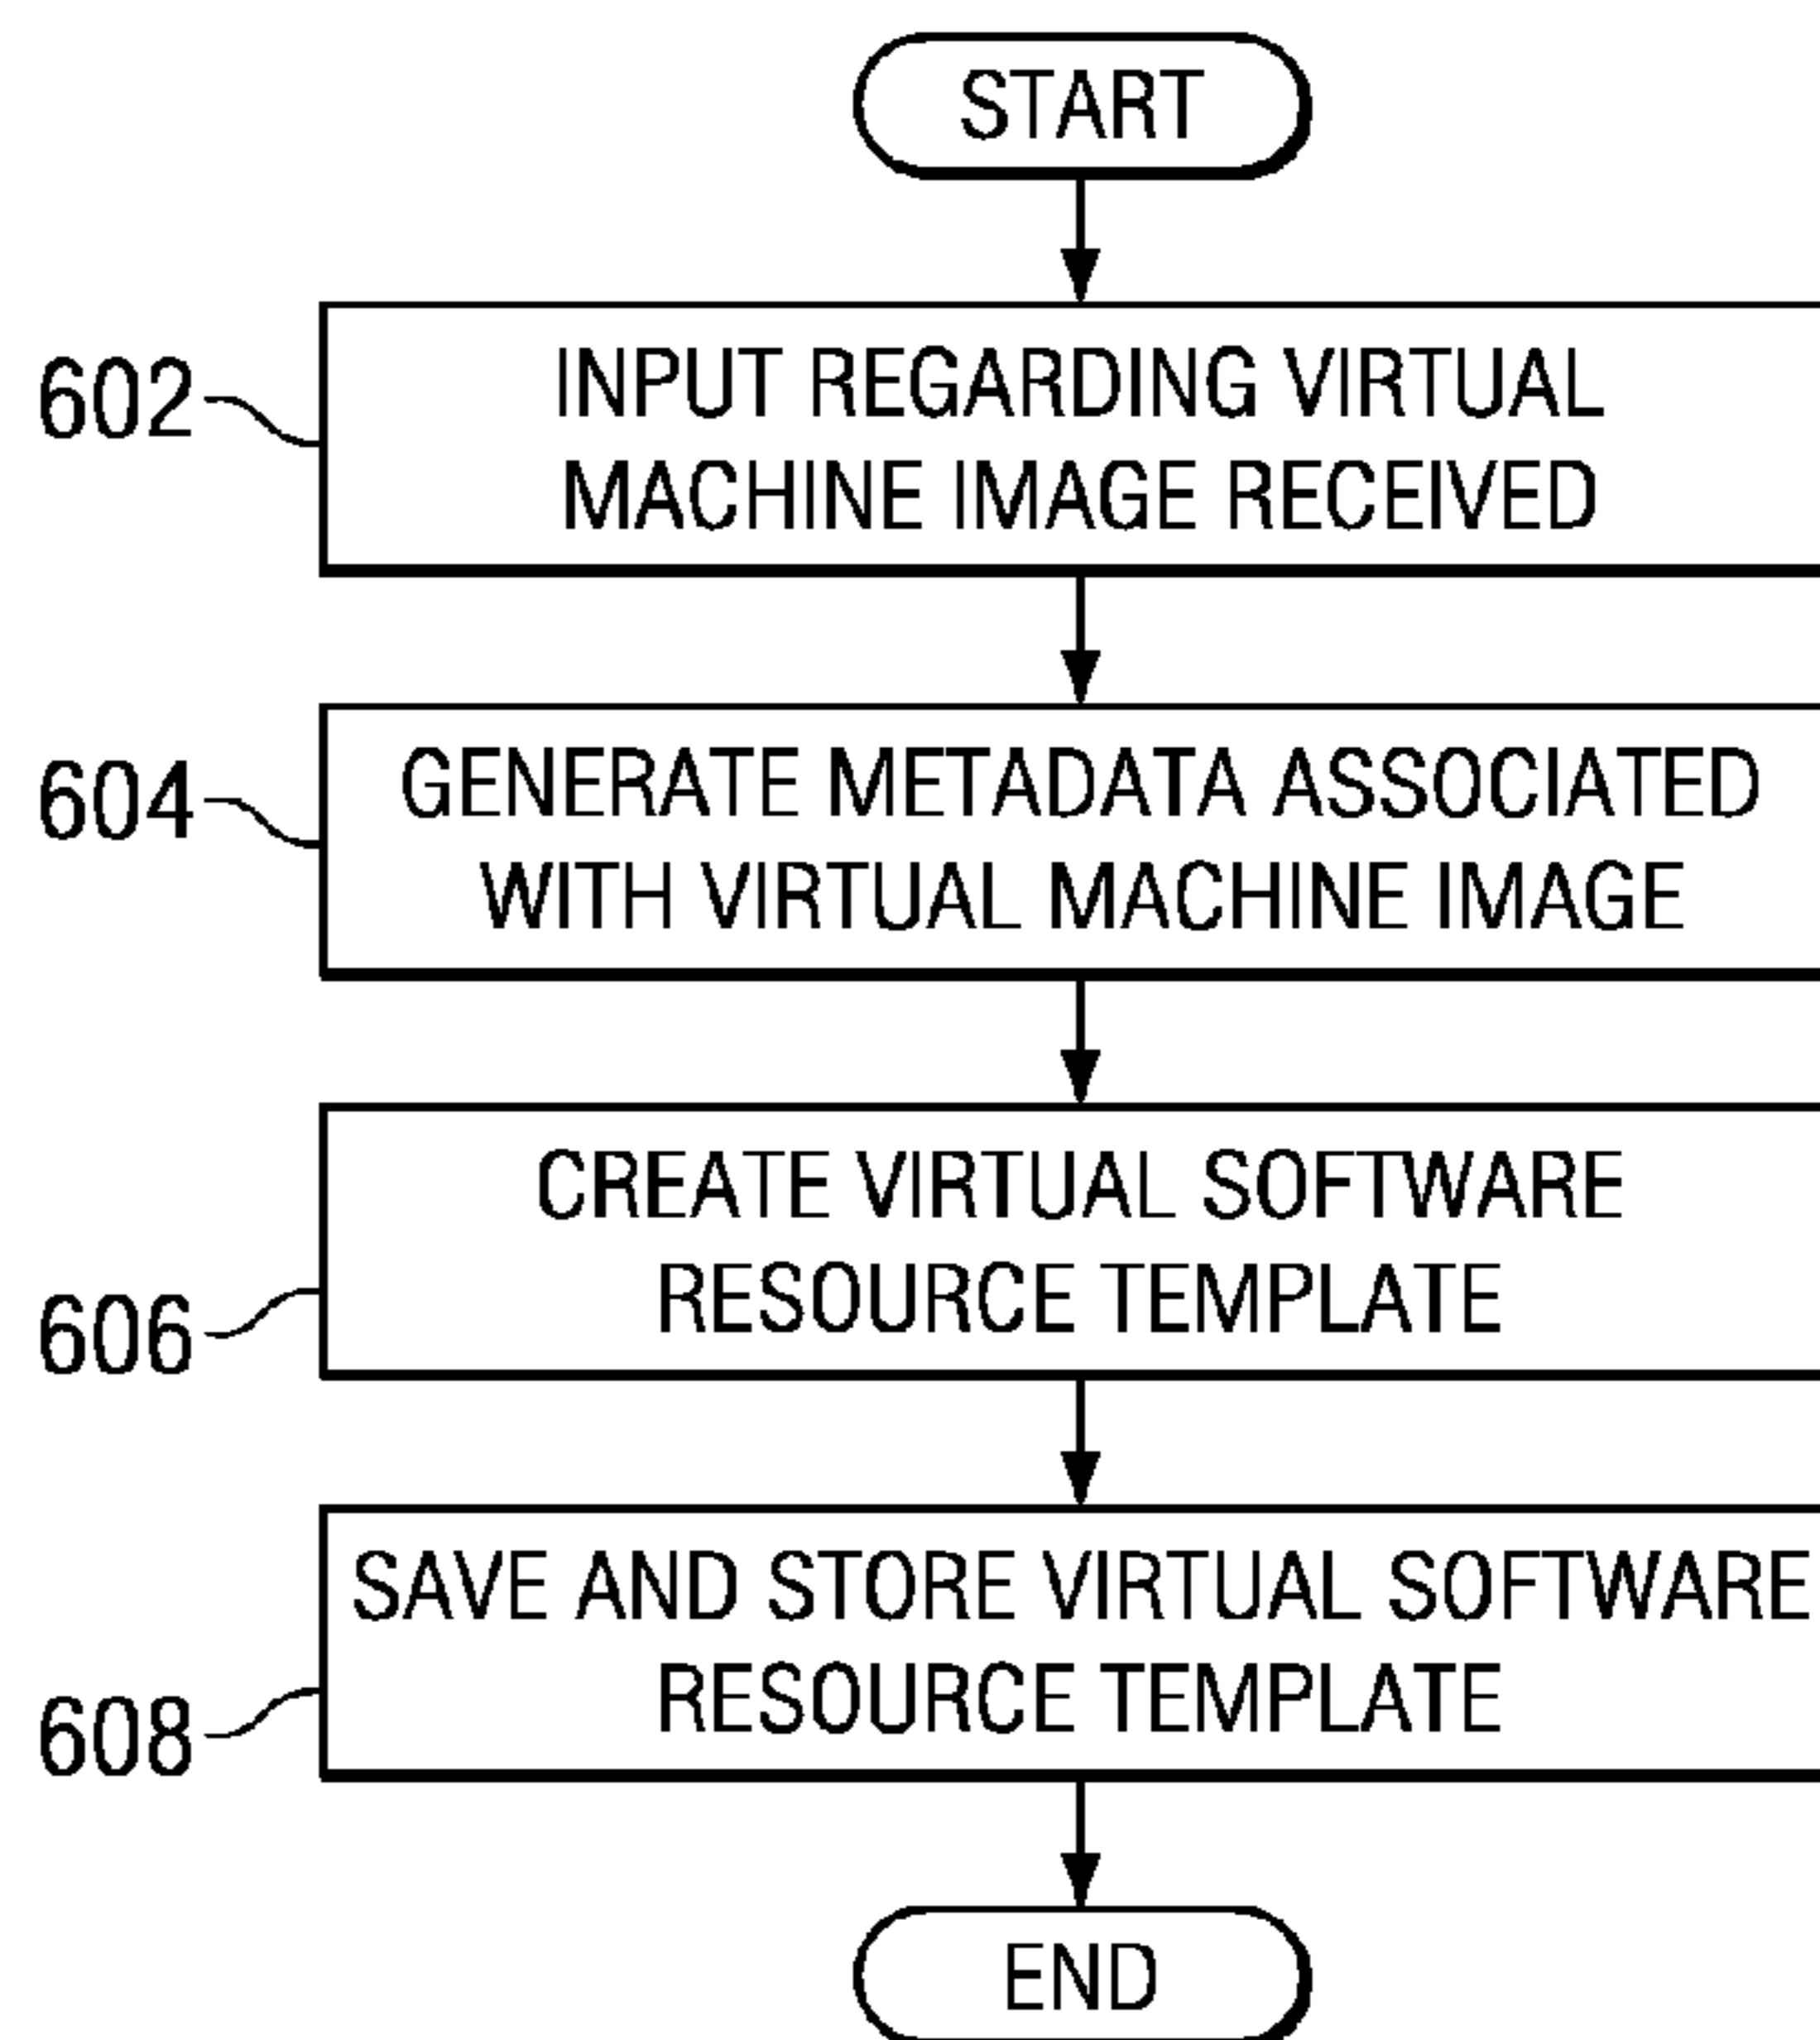 START
602
INPUT REGARDING VIRTUAL
MACHINE IMAGE RECEIVED
604
GENERATE METADATA ASSOCIATED
WITH VIRTUAL MACHINE IMAGE
606
CREATE VIRTUAL SOFTWARE
RESOURCE TEMPLATE
608
SAVE AND STORE VIRTUAL SOFTWARE
RESOURCE TEMPLATE
END